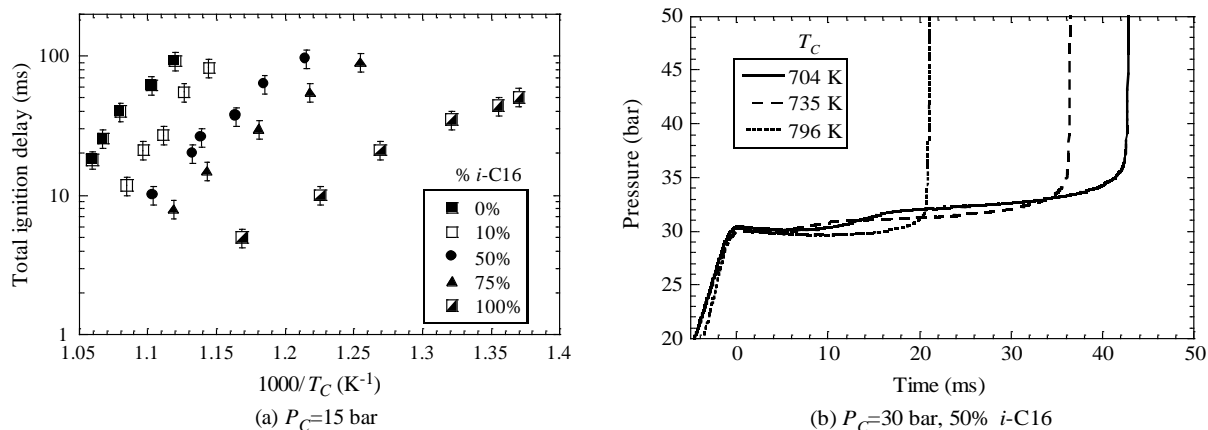 100
10
1
Total ignition delay (ms)
% i-C16
0%
10%
50%
75%
100%
1.05 1.1 1.15 1.2 1.25 1.3 1.35 1.4
1000/T_C (K⁻¹)
(a) P_C=15 bar
50
45
40
35
30
25
20
Pressure (bar)
T_C
704 K
735 K
796 K
0 10 20 30 40 50
Time (ms)
(b) P_C=30 bar, 50% i-C16